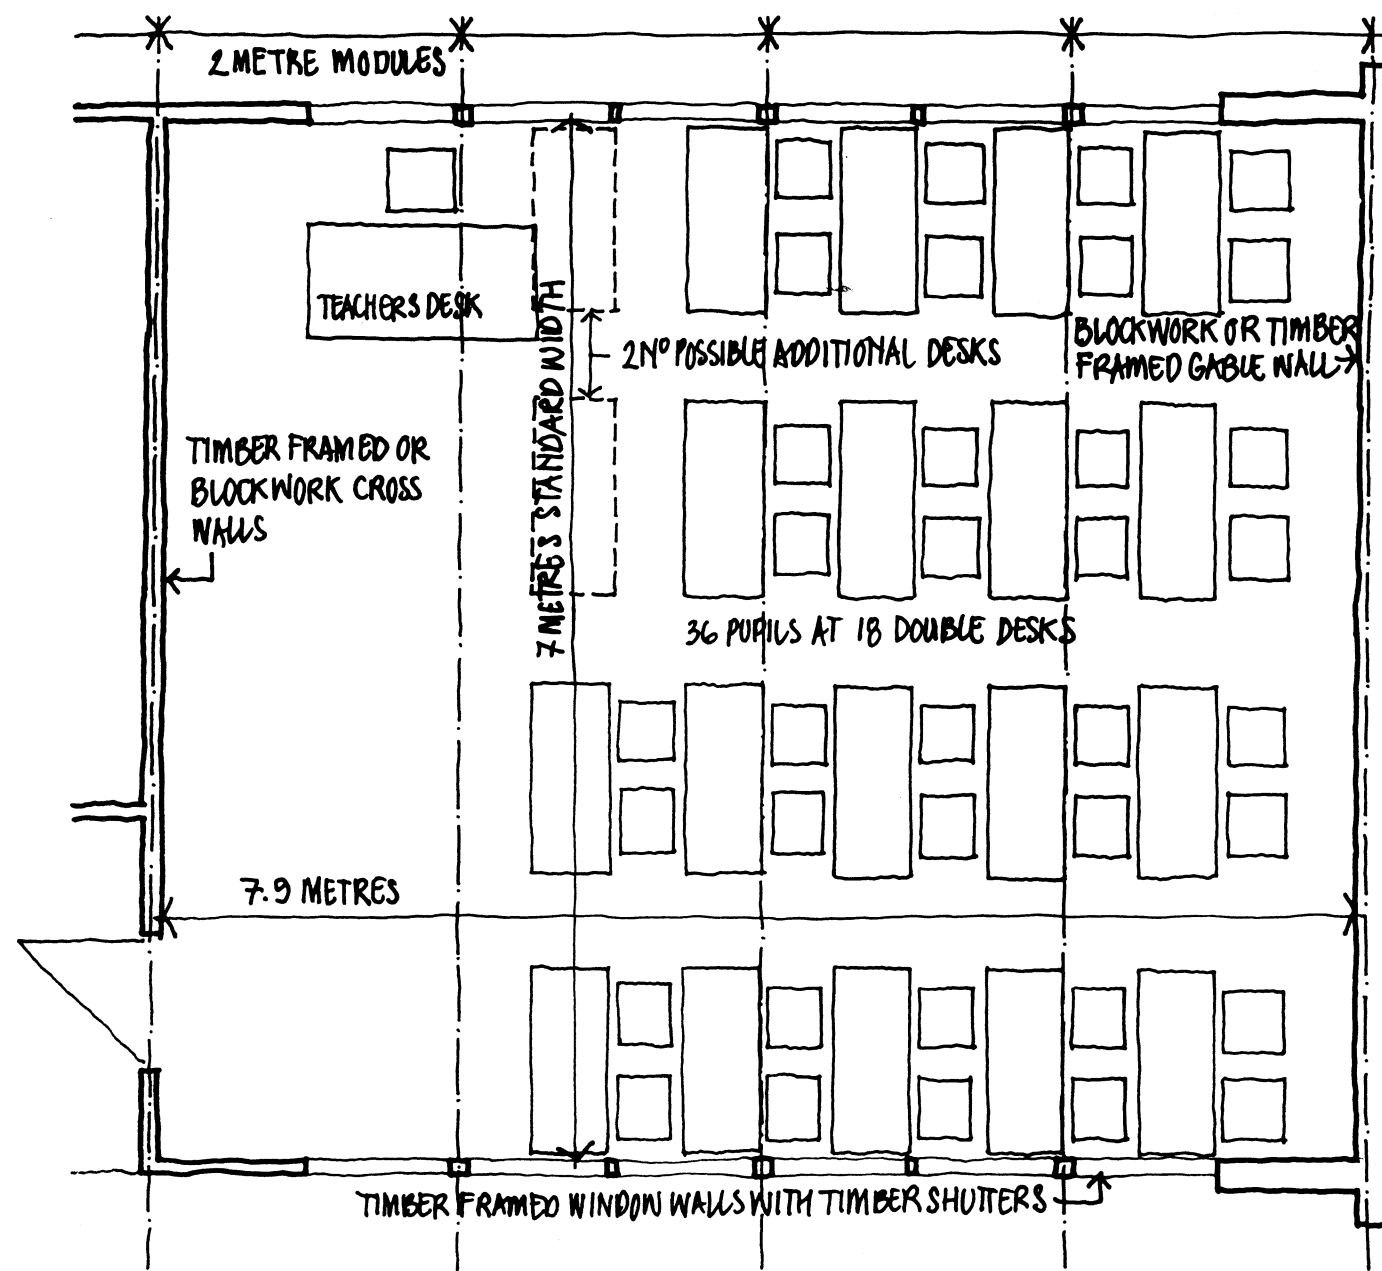 2 METRE MODULES
TEACHERS DESK
2Nº POSSIBLE ADDITIONAL DESKS
BLOCKWORK OR TIMBER
FRAMED GABLE WALL
7 METRES STANDARD WIDTH
TIMBER FRAMED OR
BLOCKWORK CROSS
WALLS
36 PUPILS AT 18 DOUBLE DESKS
7.9 METRES
TIMBER FRAMED WINDOW WALLS WITH TIMBER SHUTTERS